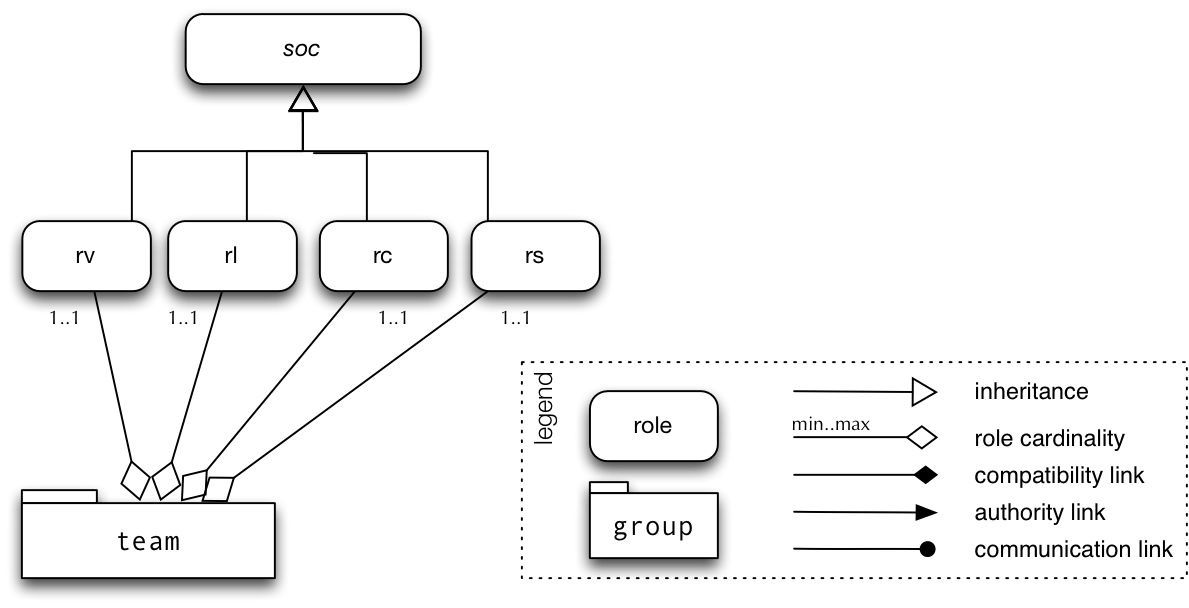 soc
rv
rl
rc
rs
1..1
1..1
1..1
1..1
team
legend
role
group
inheritance
min..max
role cardinality
compatibility link
authority link
communication link